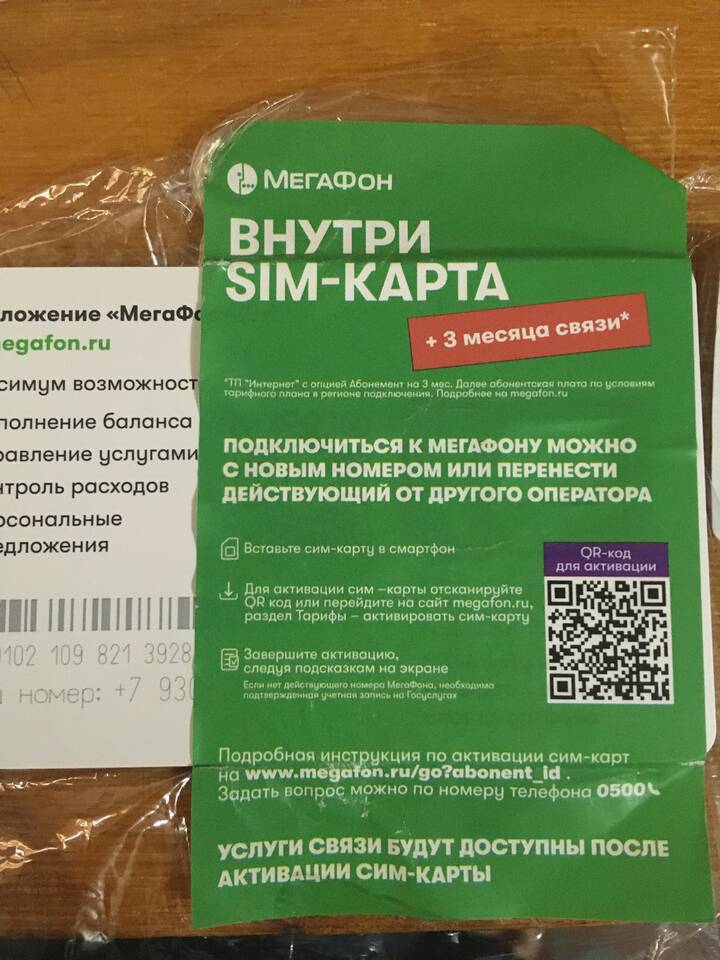 МЕГАФОН
ВНУТРИ
SIM-КАРТА
+ 3 месяца связи*
*ТП "Интернет" с опцией Абонемент на 3 мес. Далее абонентская плата по условиям
тарифного плана в регионе подключения. Подробнее на megafon.ru
ПОДКЛЮЧИТЬСЯ К МЕГАФОНУ МОЖНО
С НОВЫМ НОМЕРОМ ИЛИ ПЕРЕНЕСТИ
ДЕЙСТВУЮЩИЙ ОТ ДРУГОГО ОПЕРАТОРА
Вставьте сим-карту в смартфон
Для активации сим –карты отсканируйте
QR код или перейдите на сайт megafon.ru,
раздел Тарифы – активировать сим-карту
Завершите активацию,
следуя подсказкам на экране
Если нет действующего номера МегаФона, необходима
подтвержденная учетная запись на Госуслугах
QR-код
для активации
Подробная инструкция по активации сим-карт
на www.megafon.ru/go?abonent_id .
Задать вопрос можно по номеру телефона 0500
УСЛУГИ СВЯЗИ БУДУТ ДОСТУПНЫ ПОСЛЕ
АКТИВАЦИИ СИМ-КАРТЫ
ложение «МегаФо
egafon.ru
симум возможност
полнение баланса
равление услугами
нтроль расходов
рсональные
едложения
102 109 821 3928
номер: +7 930